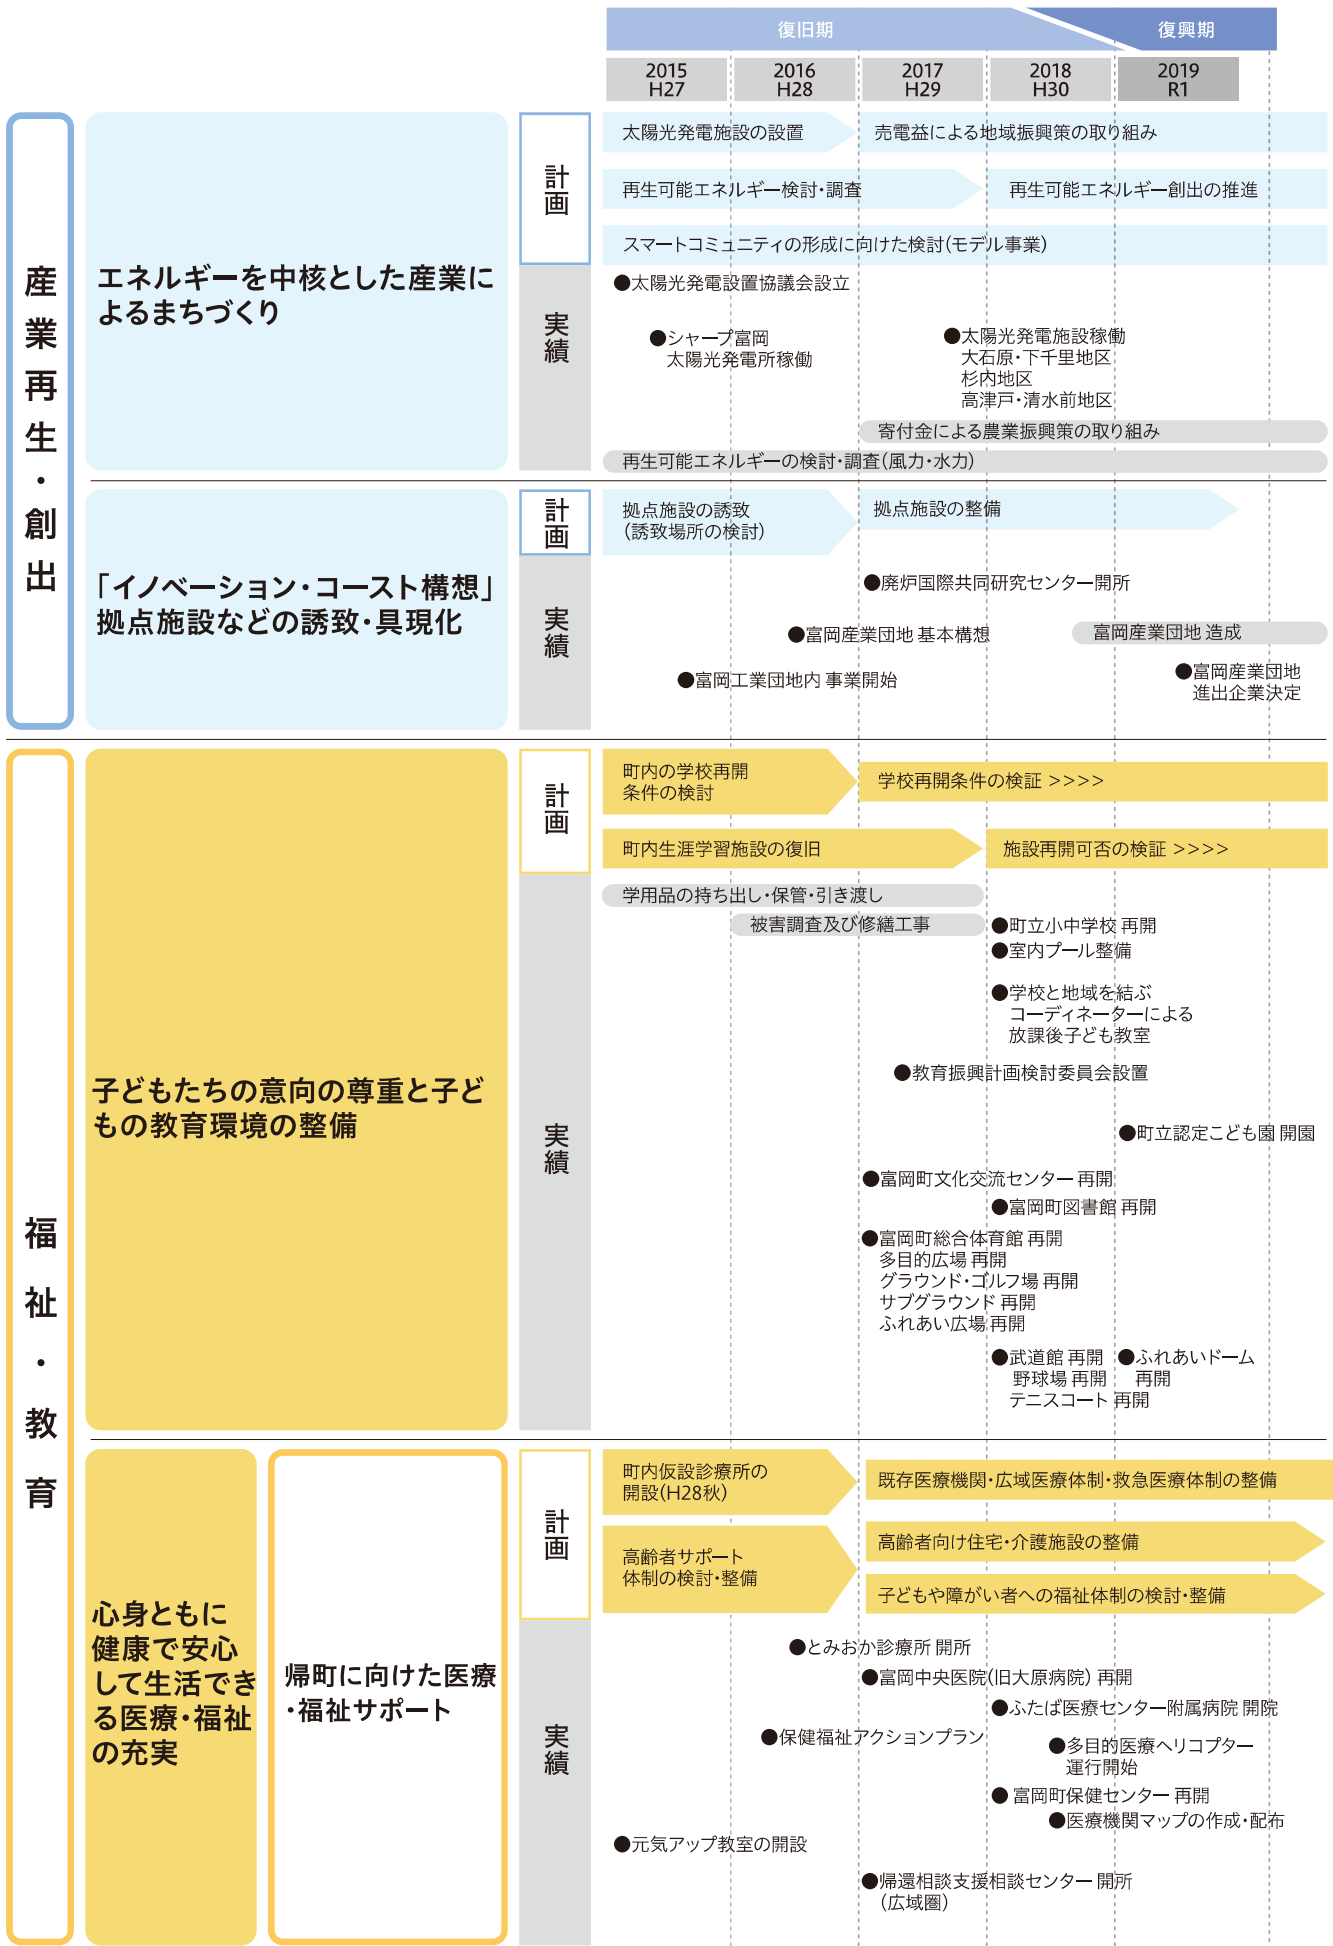 復旧期
復興期
2015
H27
2016
H28
2017
H29
2018
H30
2019
R1
産業再生・創出
エネルギーを中核とした産業に
よるまちづくり
計画
太陽光発電施設の設置
売電益による地域振興策の取り組み
再生可能エネルギー検討・調査
再生可能エネルギー創出の推進
スマートコミュニティの形成に向けた検討(モデル事業)
実績
●太陽光発電設置協議会設立
●シャープ富岡
太陽光発電所稼働
●太陽光発電施設稼働
大石原・下千里地区
杉内地区
高津戸・清水前地区
寄付金による農業振興策の取り組み
再生可能エネルギーの検討・調査(風力・水力)
「イノベーション・コースト構想」
拠点施設などの誘致・具現化
計画
拠点施設の誘致
(誘致場所の検討)
拠点施設の整備
実績
●廃炉国際共同研究センター開所
●富岡産業団地 基本構想
富岡産業団地 造成
●富岡工業団地内 事業開始
●富岡産業団地
進出企業決定
福祉・教育
子どもたちの意向の尊重と子ど
もの教育環境の整備
計画
町内の学校再開
条件の検討
学校再開条件の検証 >>>>
町内生涯学習施設の復旧
施設再開可否の検証 >>>>
実績
学用品の持ち出し・保管・引き渡し
被害調査及び修繕工事
●町立小中学校 再開
●室内プール整備
●学校と地域を結ぶ
コーディネーターによる
放課後子ども教室
●教育振興計画検討委員会設置
●町立認定こども園 開園
●富岡町文化交流センター 再開
●富岡町図書館 再開
●富岡町総合体育館 再開
多目的広場 再開
グラウンド・ゴルフ場 再開
サブグラウンド 再開
ふれあい広場 再開
●武道館 再開
野球場 再開
テニスコート 再開
●ふれあいドーム
再開
心身ともに
健康で安心
して生活でき
る医療・福祉
の充実
帰町に向けた医療
・福祉サポート
計画
町内仮設診療所の
開設(H28秋)
既存医療機関・広域医療体制・救急医療体制の整備
高齢者サポート
体制の検討・整備
高齢者向け住宅・介護施設の整備
子どもや障がい者への福祉体制の検討・整備
実績
●とみおか診療所 開所
●富岡中央医院(旧大原病院) 再開
●ふたば医療センター附属病院 開院
●保健福祉アクションプラン
●多目的医療ヘリコプター
運行開始
●富岡町保健センター 再開
●医療機関マップの作成・配布
●元気アップ教室の開設
●帰還相談支援相談センター 開所
(広域圏)